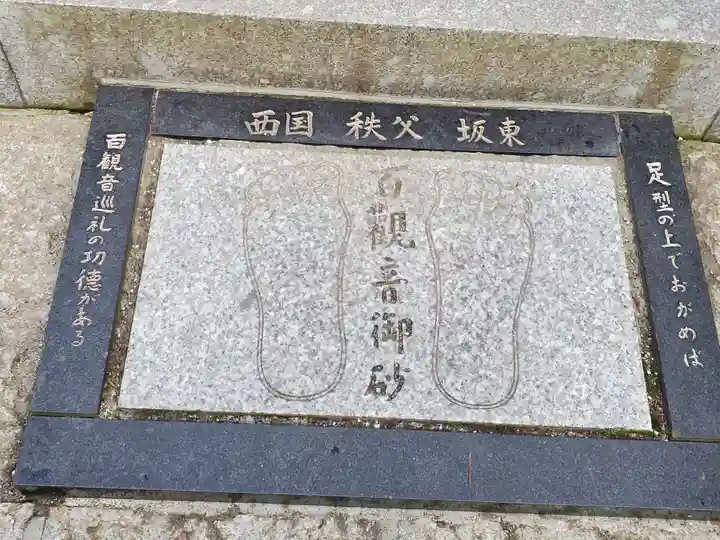 西国 秩父 坂東
百觀音御砂
足型の上でおがめば
百観音巡礼の功徳がある